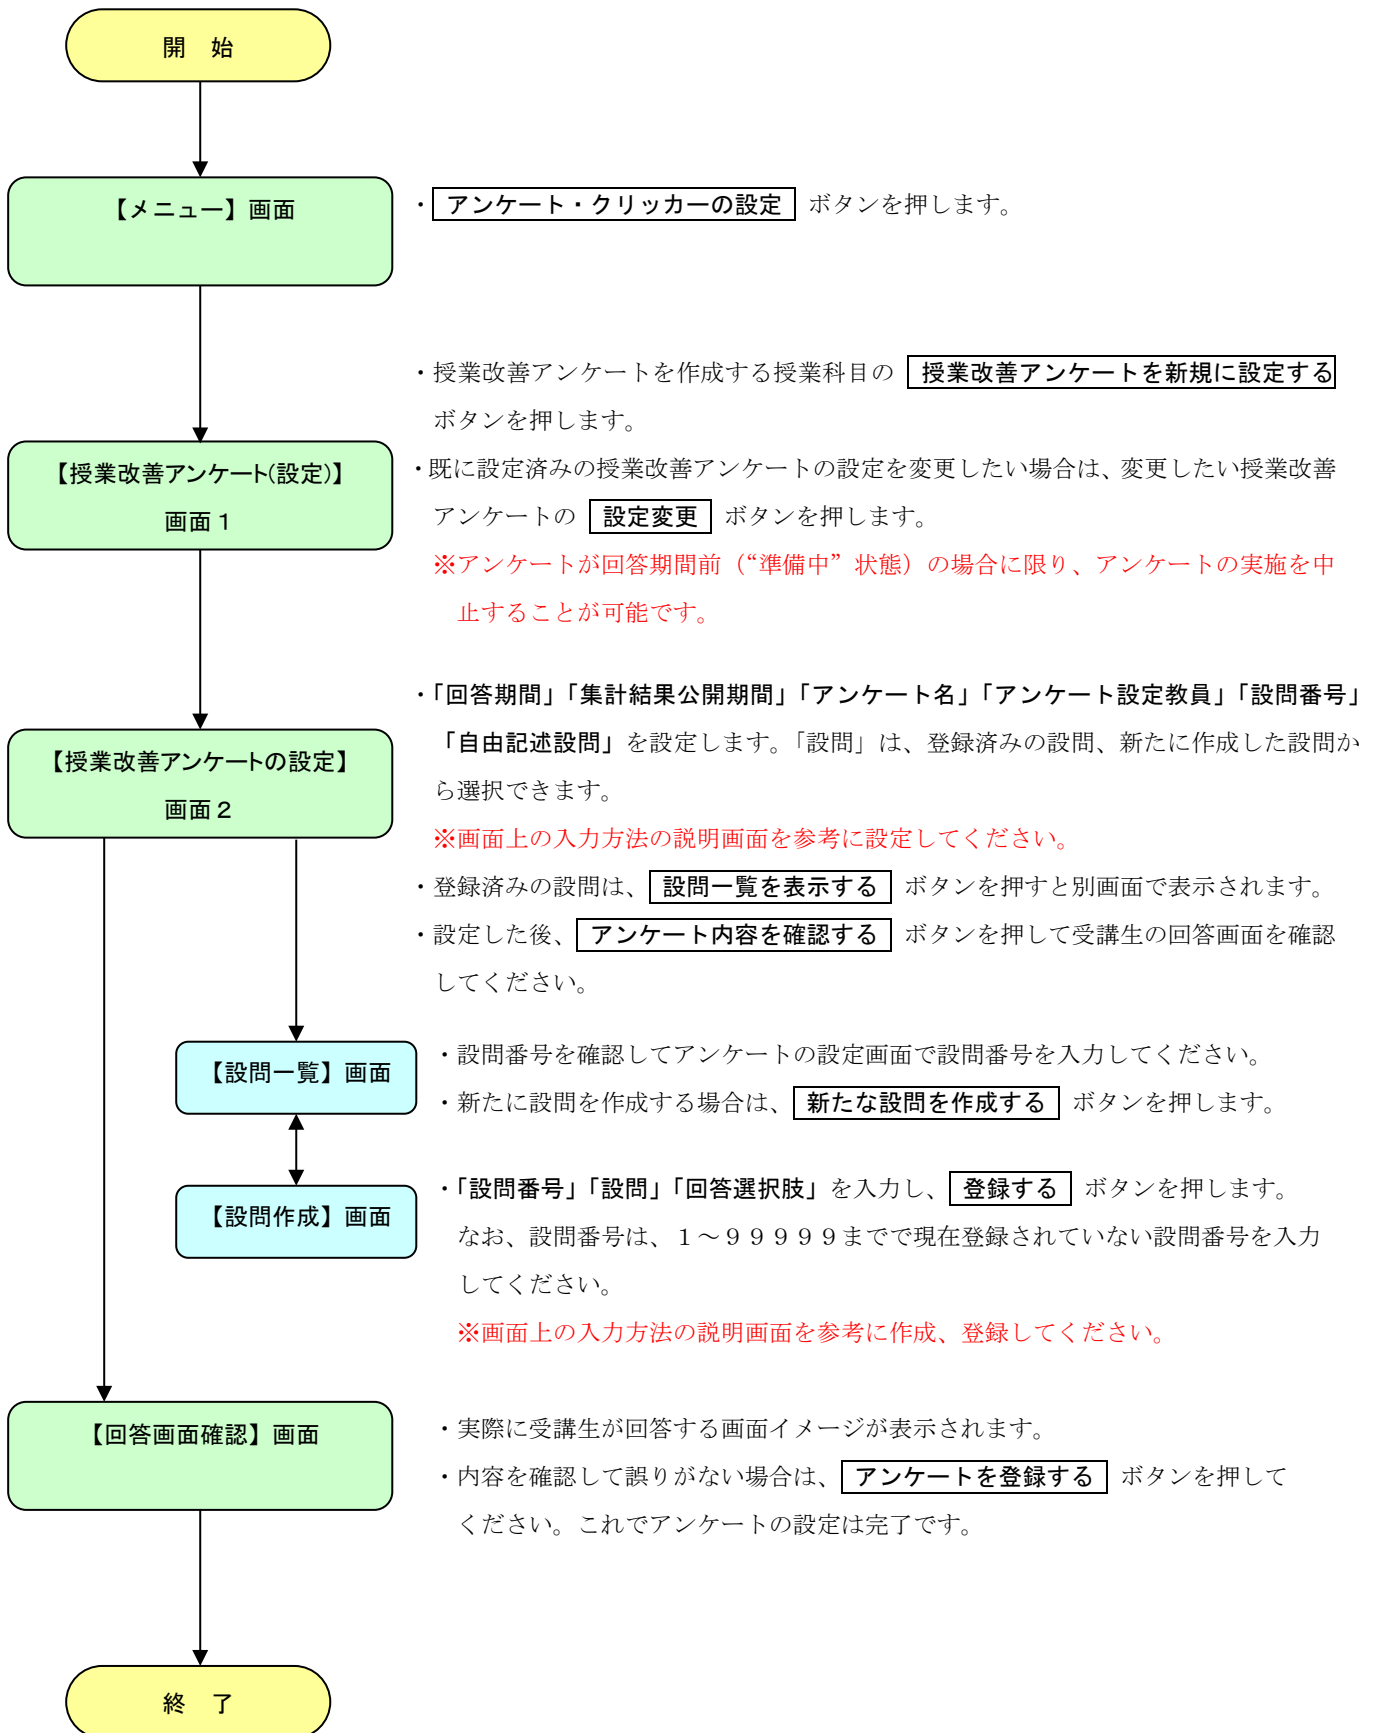 開　始
【メニュー】画面
・ アンケート・クリッカーの設定 ボタンを押します。
・授業改善アンケートを作成する授業科目の 授業改善アンケートを新規に設定する
ボタンを押します。
【授業改善アンケート(設定)】
画面１
・既に設定済みの授業改善アンケートの設定を変更したい場合は、変更したい授業改善
アンケートの 設定変更 ボタンを押します。
※アンケートが回答期間前（“準備中”状態）の場合に限り、アンケートの実施を中
止することが可能です。
・「回答期間」「集計結果公開期間」「アンケート名」「アンケート設定教員」「設問番号」
「自由記述設問」を設定します。「設問」は、登録済みの設問、新たに作成した設問か
ら選択できます。
【授業改善アンケートの設定】
画面２
※画面上の入力方法の説明画面を参考に設定してください。
・登録済みの設問は、 設問一覧を表示する ボタンを押すと別画面で表示されます。
・設定した後、 アンケート内容を確認する ボタンを押して受講生の回答画面を確認
してください。
【設問一覧】画面
・設問番号を確認してアンケートの設定画面で設問番号を入力してください。
・新たに設問を作成する場合は、 新たな設問を作成する ボタンを押します。
【設問作成】画面
・「設問番号」「設問」「回答選択肢」を入力し、 登録する ボタンを押します。
なお、設問番号は、１～９９９９９までで現在登録されていない設問番号を入力
してください。
※画面上の入力方法の説明画面を参考に作成、登録してください。
【回答画面確認】画面
・実際に受講生が回答する画面イメージが表示されます。
・内容を確認して誤りがない場合は、 アンケートを登録する ボタンを押して
ください。これでアンケートの設定は完了です。
終　了